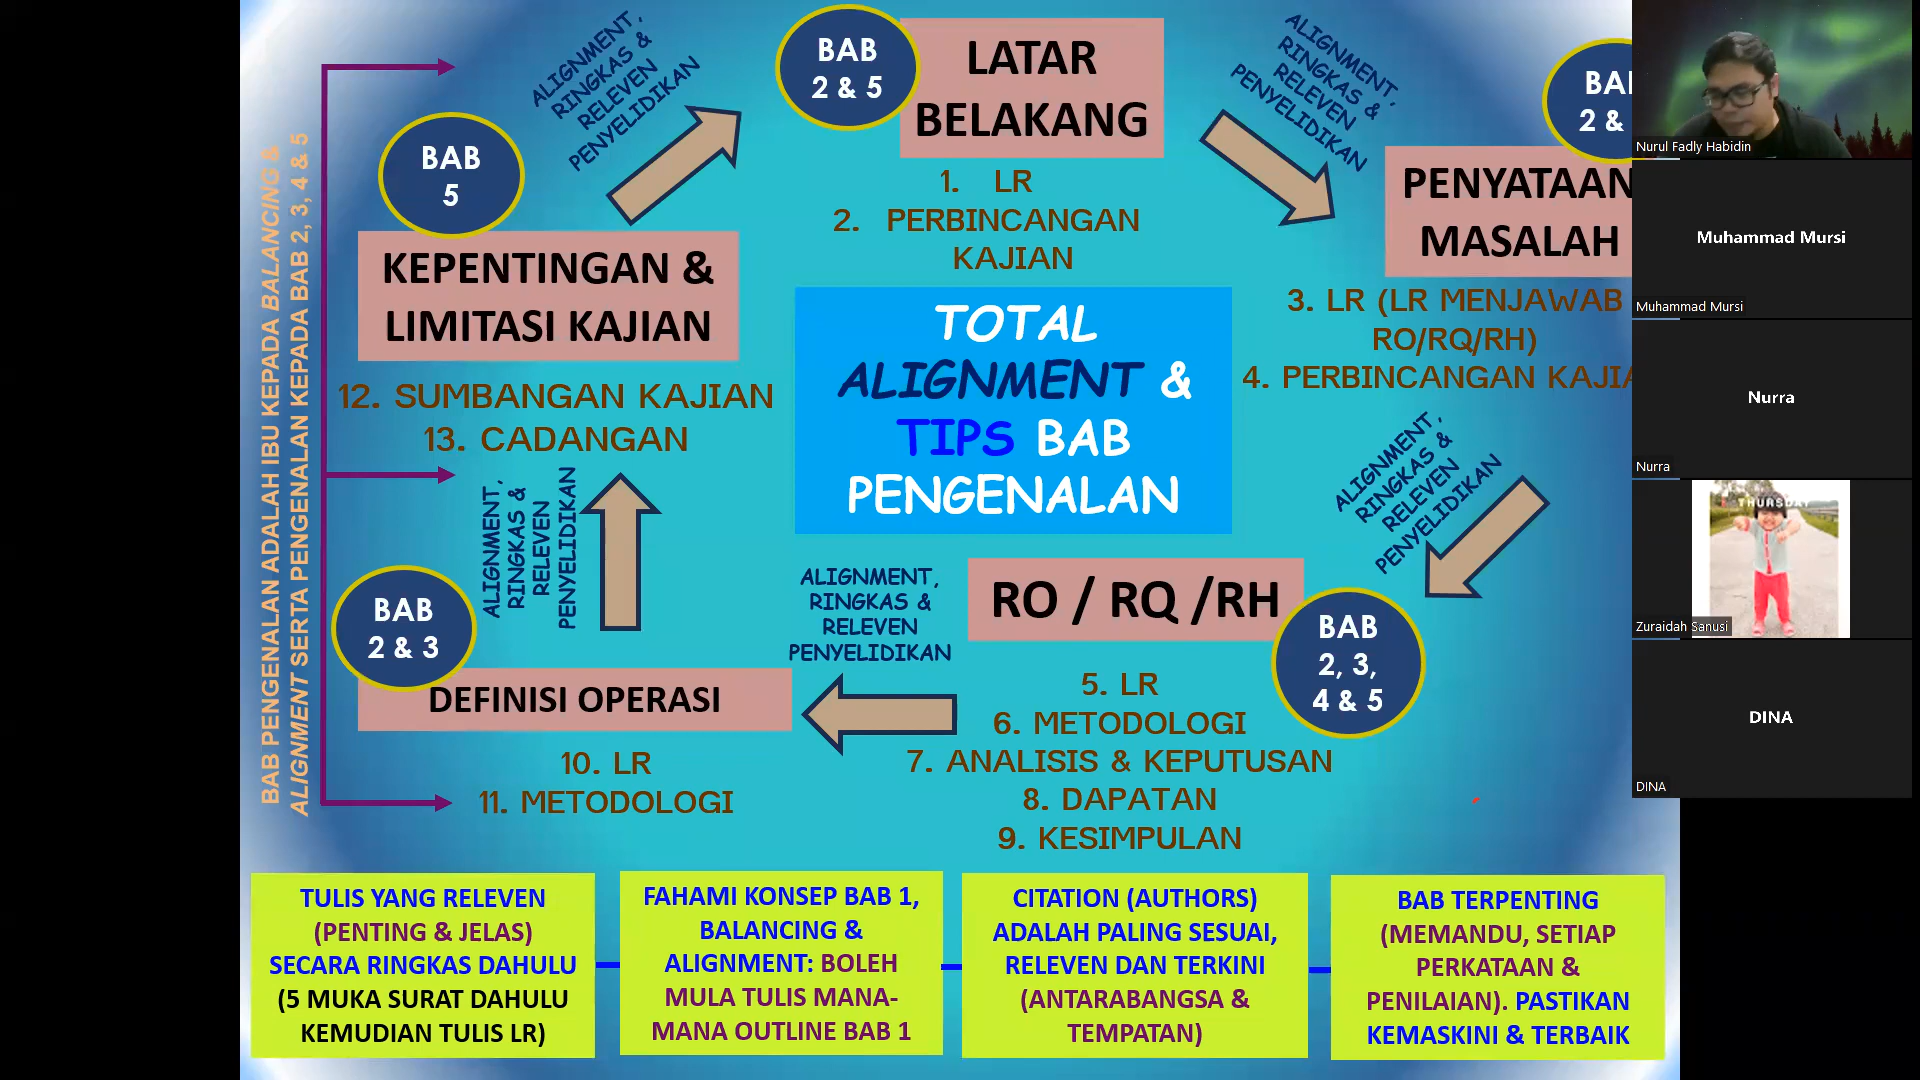 BAB PENGENALAN ADALAH IBU KEPADA BALANCING &
ALIGNMENT SERTA PENGENALAN KEPADA BAB 2, 3, 4 & 5
BAB
2 & 5
LATAR
BELAKANG
1. LR
2. PERBINCANGAN
KAJIAN
ALIGNMENT,
RINGKAS &
RELEVEN
PENYELIDIKAN
BAB
2 &
PENYATAAN
MASALAH
3. LR (LR MENJAWAB
RO/RQ/RH)
4. PERBINCANGAN KAJIA
ALIGNMENT,
RINGKAS &
RELEVEN
PENYELIDIKAN
RO / RQ /RH
BAB
2, 3,
4 & 5
5. LR
6. METODOLOGI
7. ANALISIS & KEPUTUSAN
8. DAPATAN
9. KESIMPULAN
ALIGNMENT,
RINGKAS &
RELEVEN
PENYELIDIKAN
BAB
2 & 3
DEFINISI OPERASI
10. LR
11. METODOLOGI
ALIGNMENT,
RINGKAS &
RELEVEN
PENYELIDIKAN
BAB
5
KEPENTINGAN &
LIMITASI KAJIAN
12. SUMBANGAN KAJIAN
13. CADANGAN
ALIGNMENT,
RINGKAS &
RELEVEN
PENYELIDIKAN
TOTAL
ALIGNMENT &
TIPS BAB
PENGENALAN
TULIS YANG RELEVEN
(PENTING & JELAS)
SECARA RINGKAS DAHULU
(5 MUKA SURAT DAHULU
KEMUDIAN TULIS LR)
FAHAMI KONSEP BAB 1,
BALANCING &
ALIGNMENT: BOLEH
MULA TULIS MANA-
MANA OUTLINE BAB 1
CITATION (AUTHORS)
ADALAH PALING SESUAI,
RELEVEN DAN TERKINI
(ANTARABANGSA &
TEMPATAN)
BAB TERPENTING
(MEMANDU, SETIAP
PERKATAAN &
PENILAIAN). PASTIKAN
KEMASKINI & TERBAIK
Nurul Fadly Habidin
Muhammad Mursi
Muhammad Mursi
Nurra
Nurra
THURSDAY
Zuraidah Sanusi
DINA
DINA